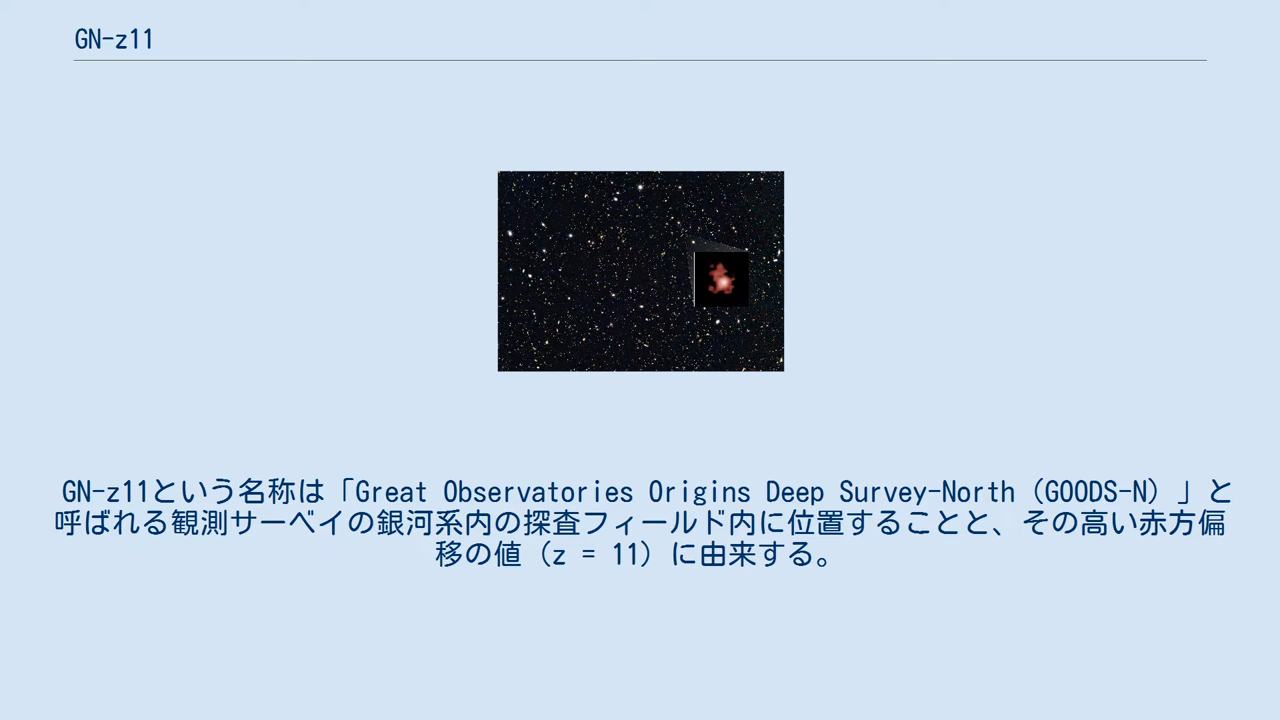 GN-z11
GN-z11という名称は「Great Observatories Origins Deep Survey-North（GOODS-N）」と
呼ばれる観測サーベイの銀河系内の探査フィールド内に位置することと、その高い赤方偏
移の値（z = 11）に由来する。